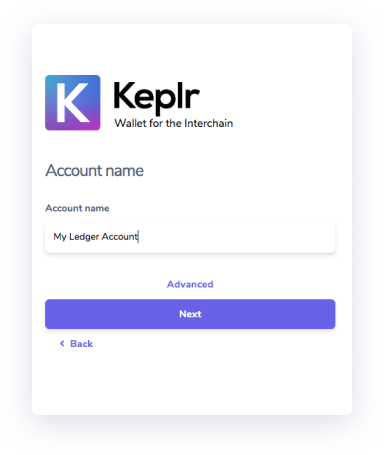 K
Keplr
Wallet for the Interchain
Account name
Account name
My Ledger Account
Advanced
Next
Back